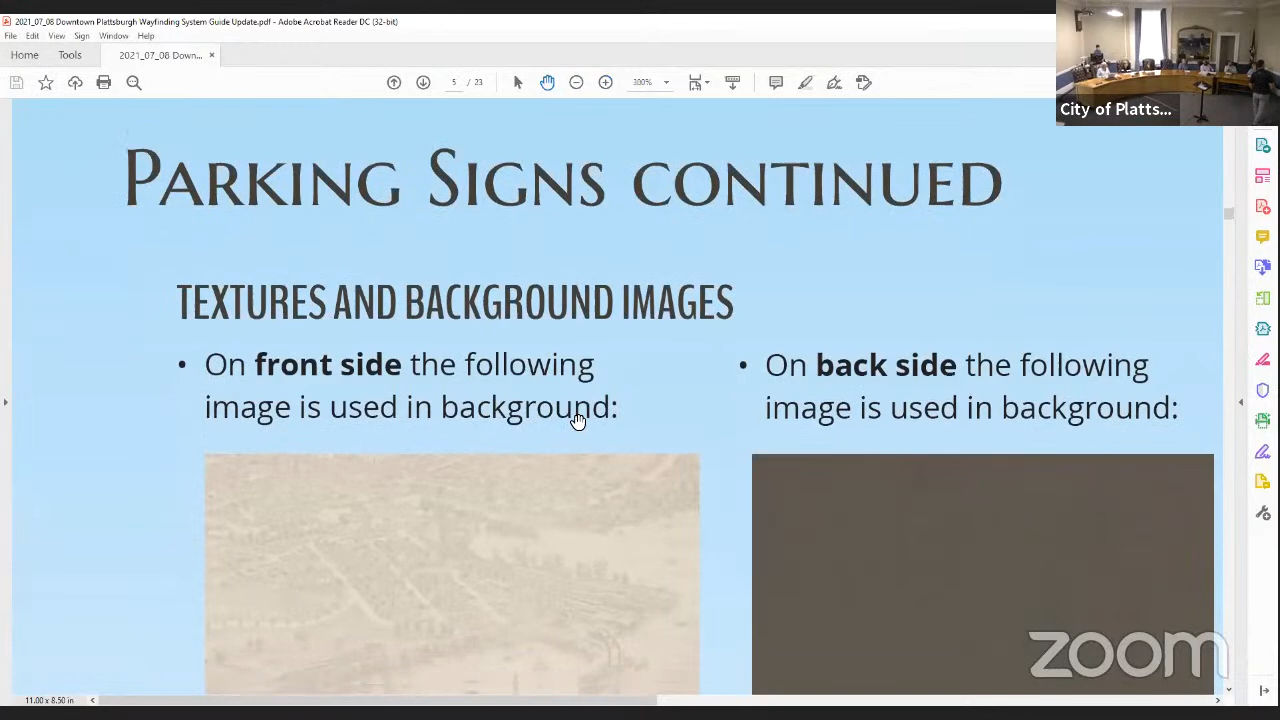 2021_07_08 Downtown Plattsburgh Wayfinding System Guide Update.pdf - Adobe Acrobat Reader DC (32-bit)
File Edit View Sign Window Help
Home Tools 2021_07_08 Down... ×
5 / 23 300%
City of Platts...
PARKING SIGNS CONTINUED
TEXTURES AND BACKGROUND IMAGES
• On front side the following
image is used in background:
• On back side the following
image is used in background:
zoom
11.00 x 8.50 in